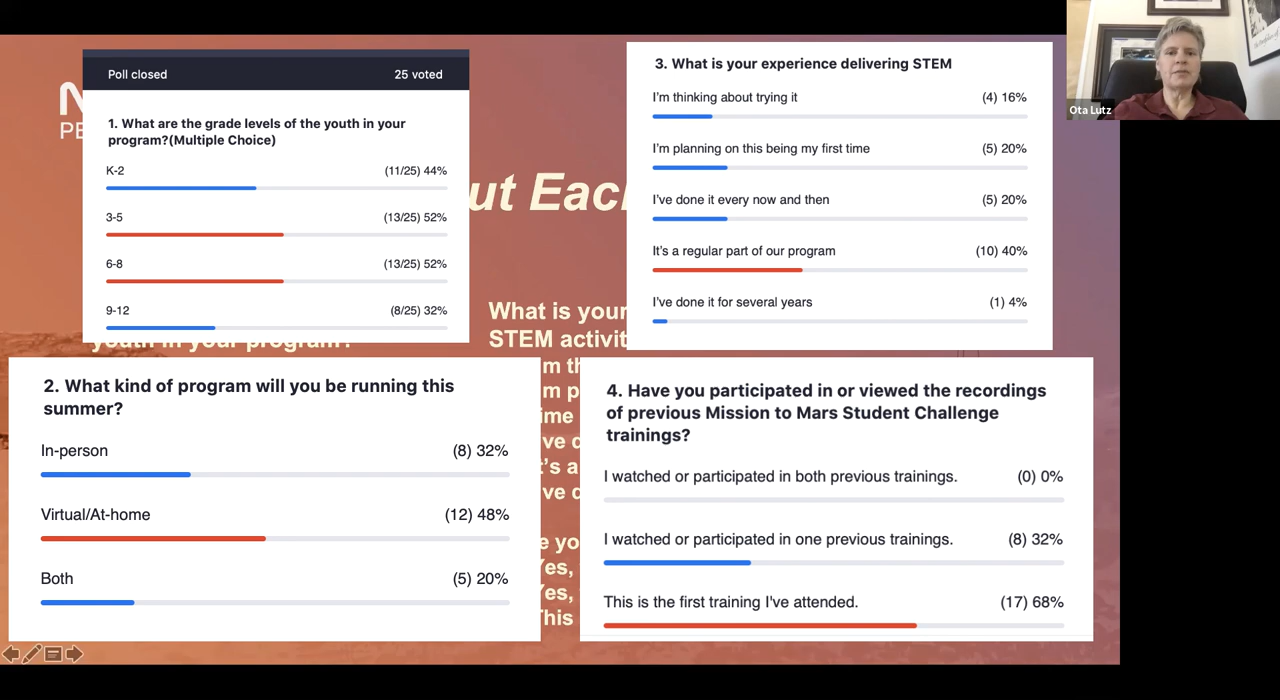 Poll closed 25 voted
1. What are the grade levels of the youth in your
program?(Multiple Choice)
K-2 (11/25) 44%
3-5 (13/25) 52%
6-8 (13/25) 52%
9-12 (8/25) 32%
youth in your program?
3. What is your experience delivering STEM
I'm thinking about trying it (4) 16%
I'm planning on this being my first time (5) 20%
I've done it every now and then (5) 20%
It's a regular part of our program (10) 40%
I've done it for several years (1) 4%
Ota Lutz
What is your
STEM activit
2. What kind of program will you be running this
summer?
In-person (8) 32%
Virtual/At-home (12) 48%
Both (5) 20%
4. Have you participated in or viewed the recordings
of previous Mission to Mars Student Challenge
trainings?
I watched or participated in both previous trainings. (0) 0%
I watched or participated in one previous trainings. (8) 32%
This is the first training I've attended. (17) 68%